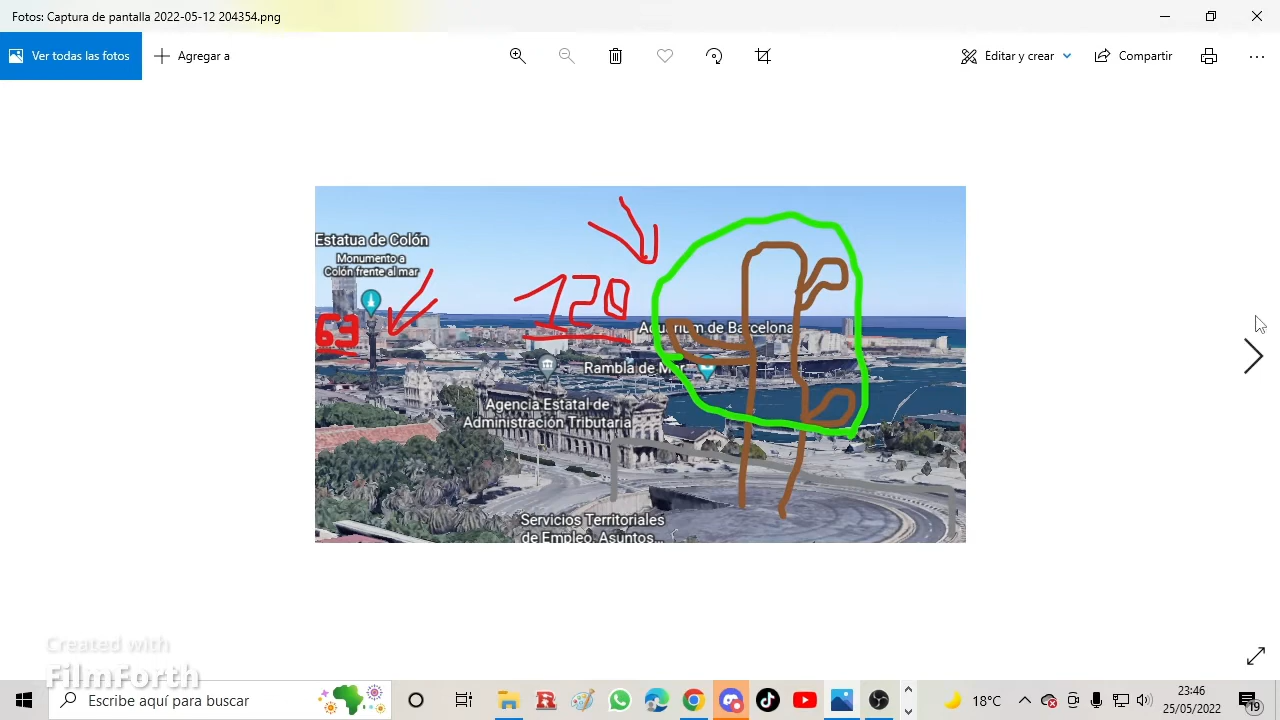 Fotos: Captura de pantalla 2022-05-12 204354.png
Ver todas las fotos
Agregar a
Editar y crear
Compartir
Estatua de Colón
Monumento a
Colón frente al mar
63
120
Aquarium de Barcelona
Rambla de Mar
Agencia Estatal de
Administración Tributaria
Servicios Territoriales
de Empleo, Asuntos...
Created with
FilmForth
Escribe aquí para buscar
18°C
23:46
25/05/2022
19